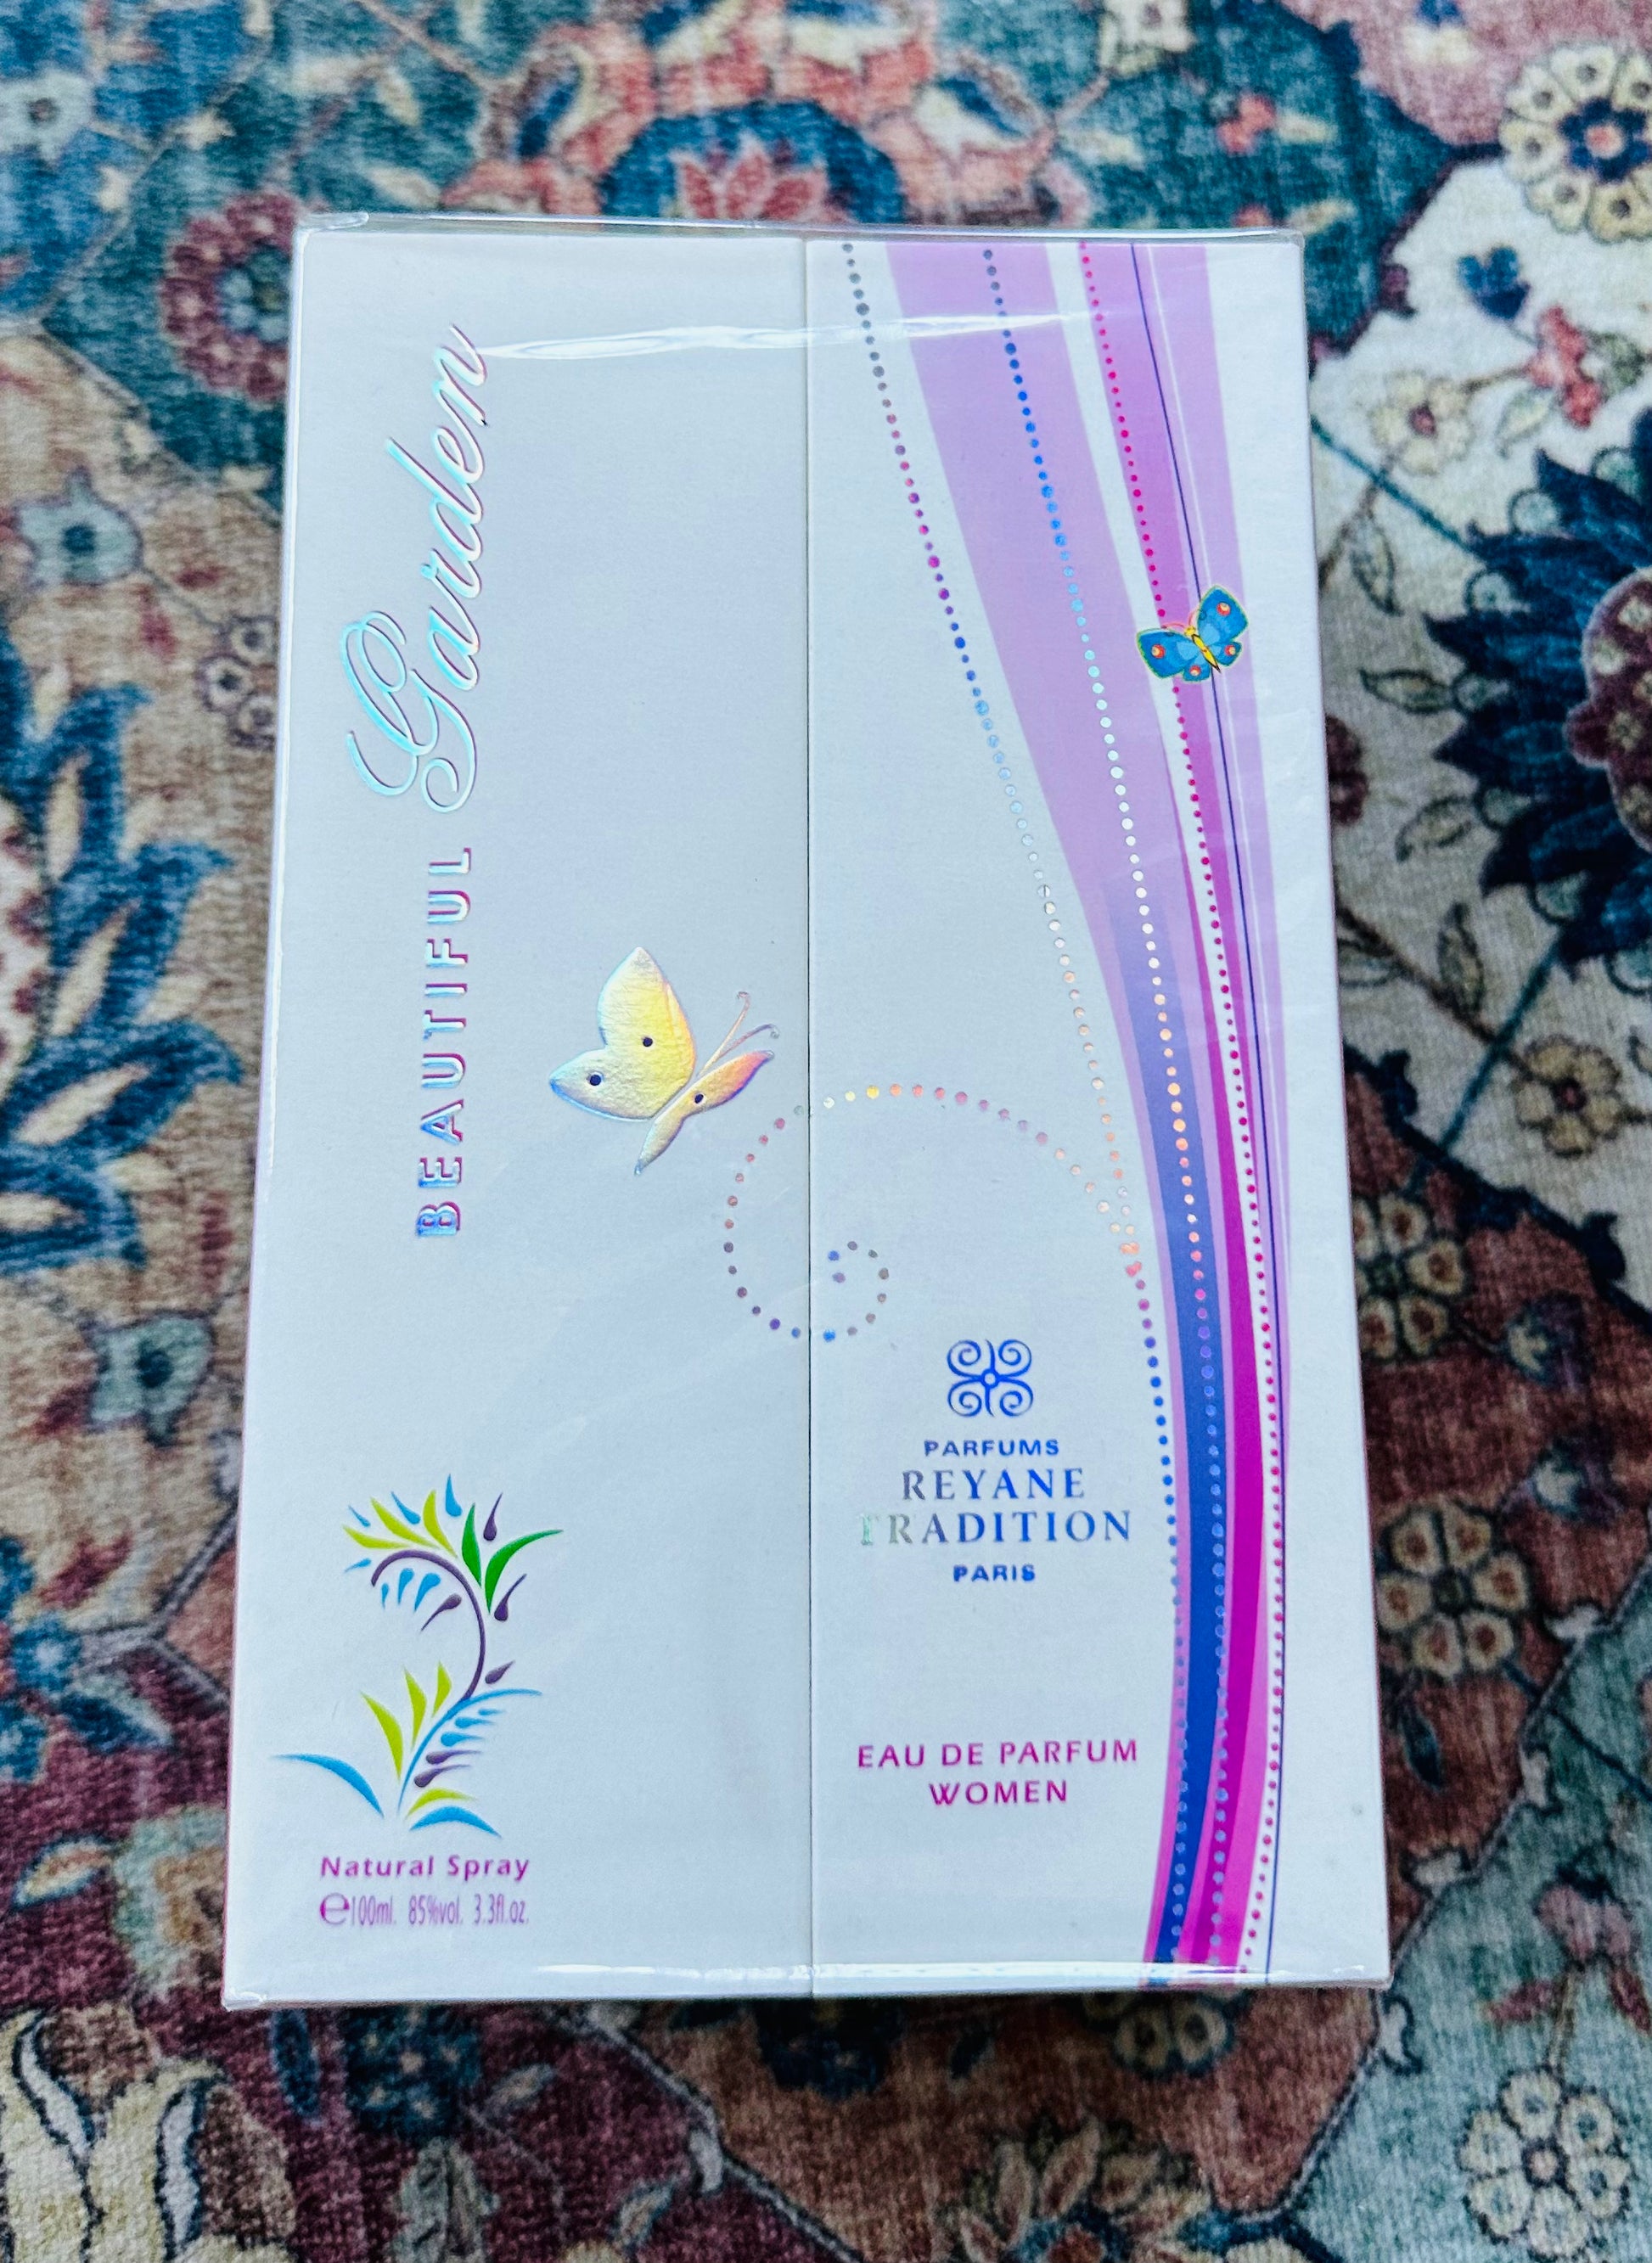 BEAUTIFUL Garden
PARFUMS
REYANE
TRADITION
PARIS
EAU DE PARFUM
WOMEN
Natural Spray
℮100ml. 85%vol. 3.3fl.oz.